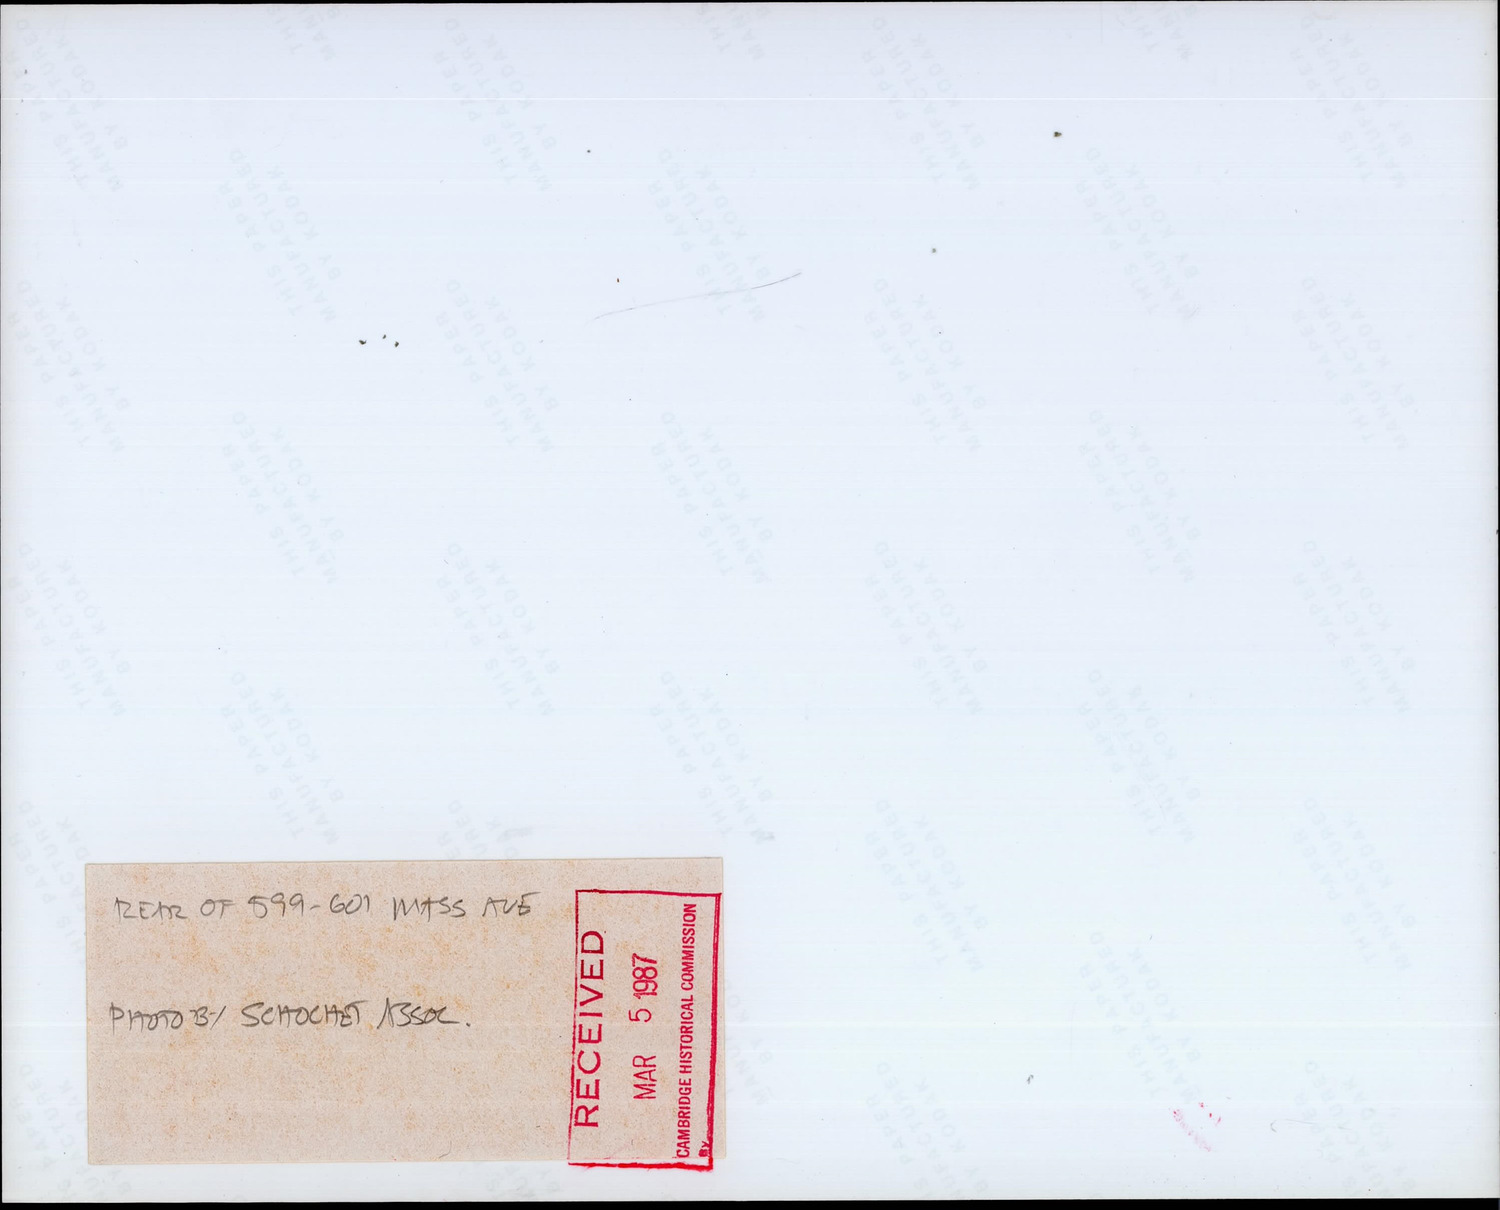 REAR OF 599-601 MASS AVE
PHOTO BY SCHOCHET ASSOC.
RECEIVED
MAR 5 1987
CAMBRIDGE HISTORICAL COMMISSION
BY
THIS PAPER
MANUFACTURED
BY KODAK